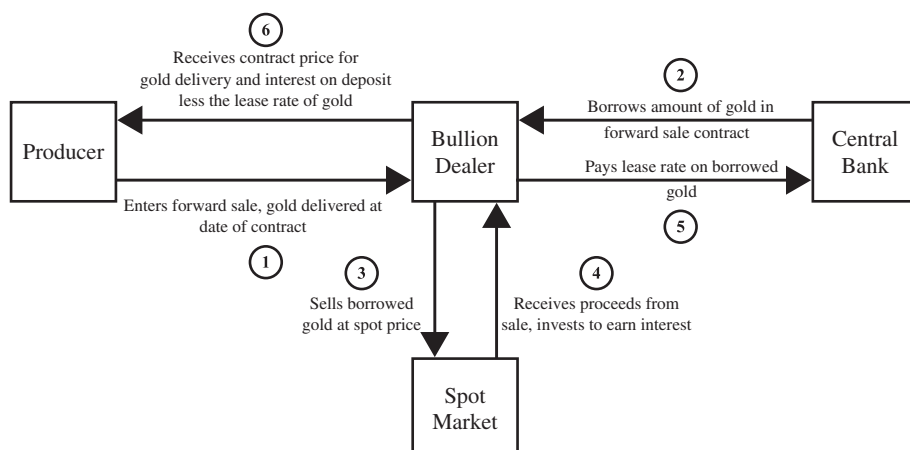 6
Receives contract price for
gold delivery and interest on deposit
less the lease rate of gold
2
Borrows amount of gold in
forward sale contract
Producer
Bullion
Dealer
Central
Bank
Pays lease rate on borrowed
gold
5
Enters forward sale, gold delivered at
date of contract
1
3
Sells borrowed
gold at spot price
4
Receives proceeds from
sale, invests to earn interest
Spot
Market